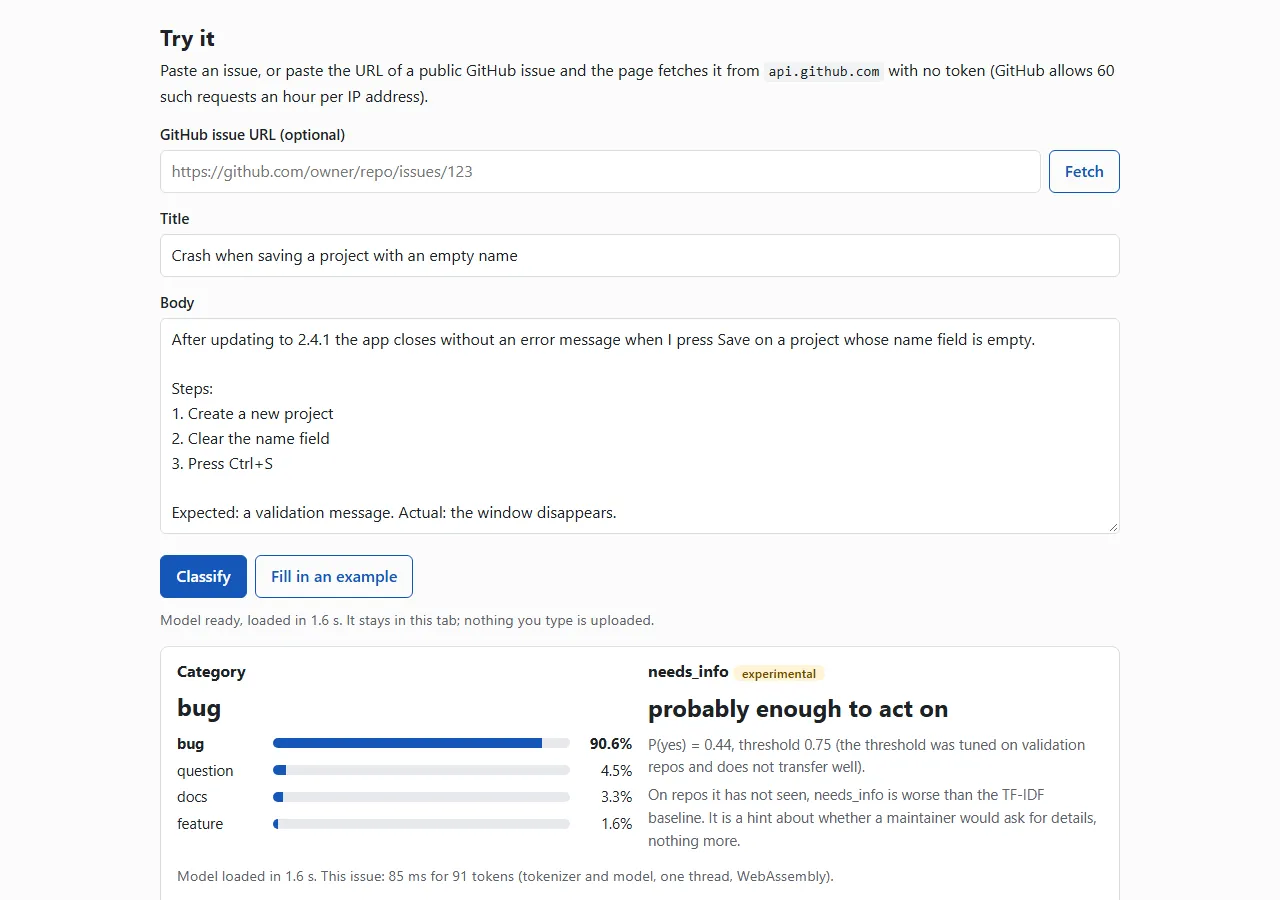 Try it
Paste an issue, or paste the URL of a public GitHub issue and the page fetches it from api.github.com with no token (GitHub allows 60
such requests an hour per IP address).
GitHub issue URL (optional)
https://github.com/owner/repo/issues/123
Fetch
Title
Crash when saving a project with an empty name
Body
After updating to 2.4.1 the app closes without an error message when I press Save on a project whose name field is empty.
Steps:
1. Create a new project
2. Clear the name field
3. Press Ctrl+S
Expected: a validation message. Actual: the window disappears.
Classify
Fill in an example
Model ready, loaded in 1.6 s. It stays in this tab; nothing you type is uploaded.
Category
bug
bug 90.6%
question 4.5%
docs 3.3%
feature 1.6%
needs_info experimental
probably enough to act on
P(yes) = 0.44, threshold 0.75 (the threshold was tuned on validation
repos and does not transfer well).
On repos it has not seen, needs_info is worse than the TF-IDF
baseline. It is a hint about whether a maintainer would ask for details,
nothing more.
Model loaded in 1.6 s. This issue: 85 ms for 91 tokens (tokenizer and model, one thread, WebAssembly).